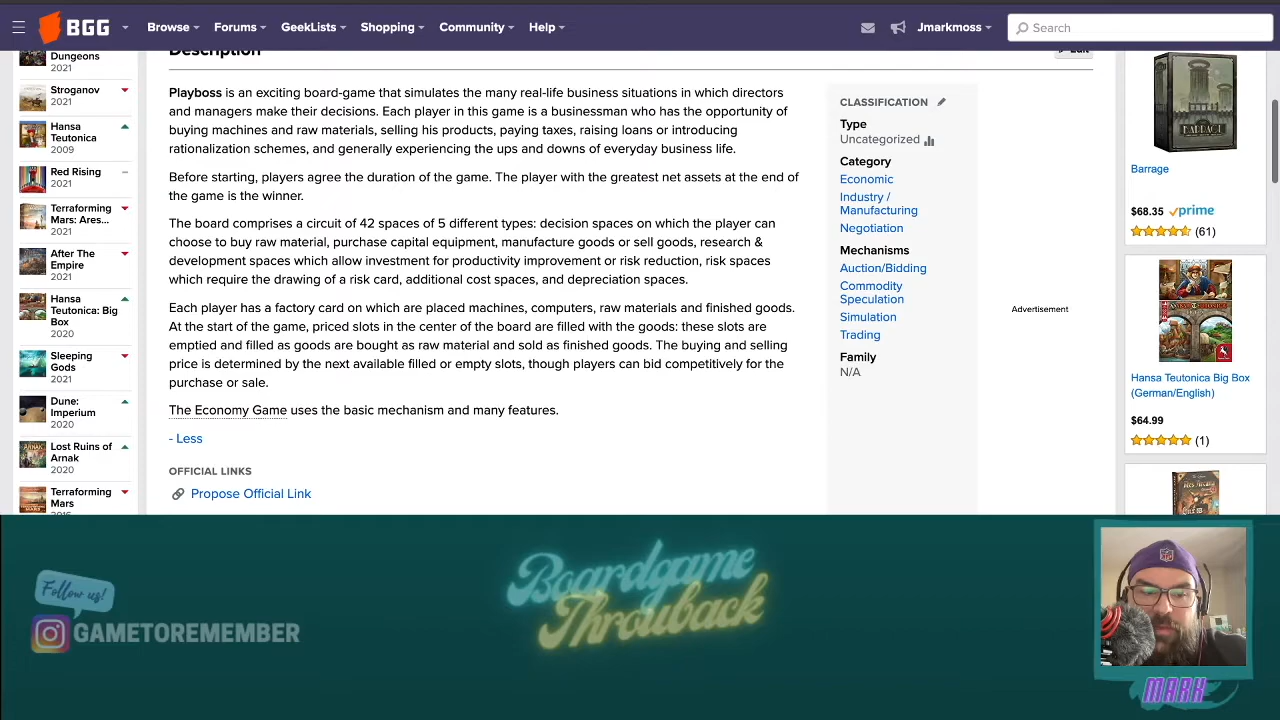 BGG
Browse
Forums
GeekLists
Shopping
Community
Help
Jmarkmoss
Search
Description
Edit
Dungeons
2021
Stroganov
2021
Hansa
Teutonica
2009
Red Rising
2021
Terraforming
Mars: Ares...
2021
After The
Empire
2021
Hansa
Teutonica: Big
Box
2020
Sleeping
Gods
2021
Dune:
Imperium
2020
Lost Ruins of
Arnak
2020
Terraforming
Mars
2016
Playboss is an exciting board-game that simulates the many real-life business situations in which directors
and managers make their decisions. Each player in this game is a businessman who has the opportunity of
buying machines and raw materials, selling his products, paying taxes, raising loans or introducing
rationalization schemes, and generally experiencing the ups and downs of everyday business life.
Before starting, players agree the duration of the game. The player with the greatest net assets at the end of
the game is the winner.
The board comprises a circuit of 42 spaces of 5 different types: decision spaces on which the player can
choose to buy raw material, purchase capital equipment, manufacture goods or sell goods, research &
development spaces which allow investment for productivity improvement or risk reduction, risk spaces
which require the drawing of a risk card, additional cost spaces, and depreciation spaces.
Each player has a factory card on which are placed machines, computers, raw materials and finished goods.
At the start of the game, priced slots in the center of the board are filled with the goods: these slots are
emptied and filled as goods are bought as raw material and sold as finished goods. The buying and selling
price is determined by the next available filled or empty slots, though players can bid competitively for the
purchase or sale.
The Economy Game uses the basic mechanism and many features.
- Less
OFFICIAL LINKS
Propose Official Link
CLASSIFICATION
Type
Uncategorized
Category
Economic
Industry /
Manufacturing
Negotiation
Mechanisms
Auction/Bidding
Commodity
Speculation
Simulation
Trading
Family
N/A
Advertisement
BARRAGE
Barrage
$68.35 prime
(61)
HANSA TEUTONICA
Hansa Teutonica Big Box
(German/English)
$64.99
(1)
Follow us!
GAMETOREMEMBER
Boardgame
Throwback
NFL
MARK